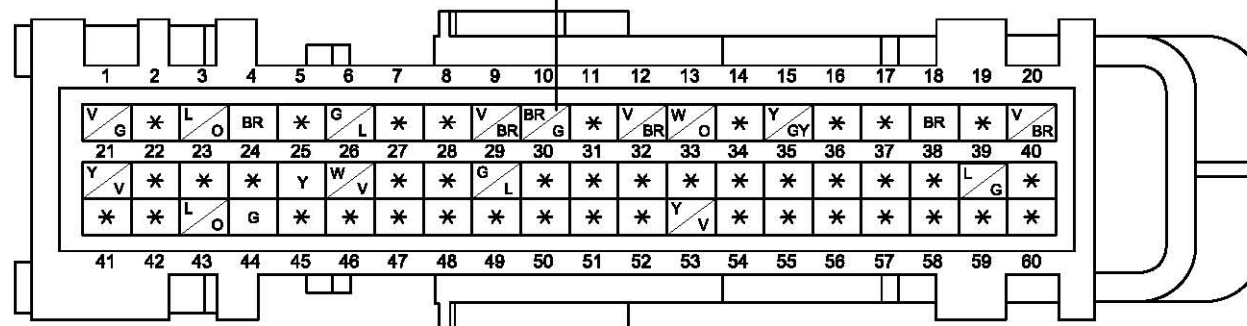 1 2 3 4 5 6 7 8 9 10 11 12 13 14 15 16 17 18 19 20
V/G * L/O BR * G/L * * V/BR BR/G * V/BR W/O * Y/GY * * BR * V/BR
21 22 23 24 25 26 27 28 29 30 31 32 33 34 35 36 37 38 39 40
Y/V * * * Y W/V * * G/L * * * * * * * * * L/G *
* * L/O G * * * * * * * * Y/V * * * * * * *
41 42 43 44 45 46 47 48 49 50 51 52 53 54 55 56 57 58 59 60